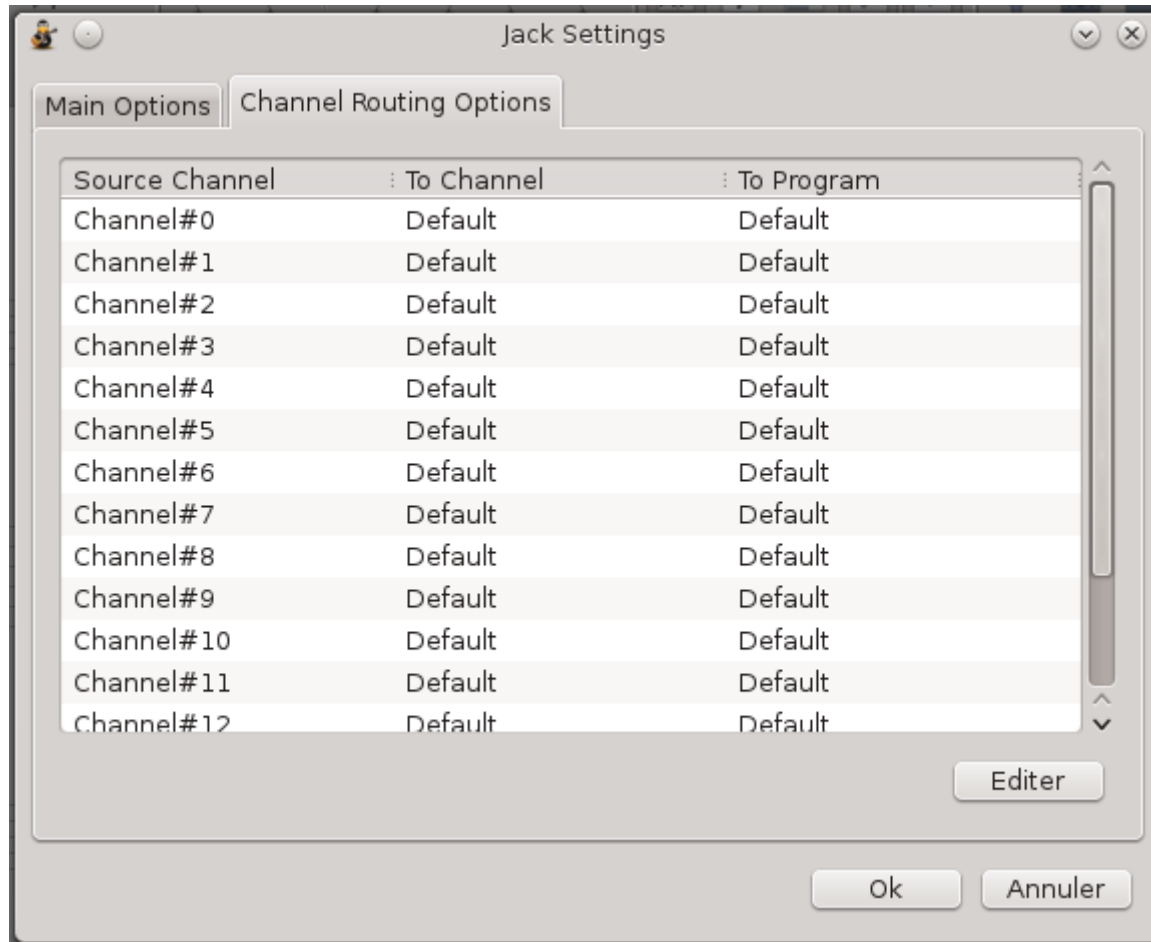 Jack Settings
Main Options Channel Routing Options
Source Channel To Channel To Program
Channel#0 Default Default
Channel#1 Default Default
Channel#2 Default Default
Channel#3 Default Default
Channel#4 Default Default
Channel#5 Default Default
Channel#6 Default Default
Channel#7 Default Default
Channel#8 Default Default
Channel#9 Default Default
Channel#10 Default Default
Channel#11 Default Default
Channel#12 Default Default
Editer
Ok Annuler